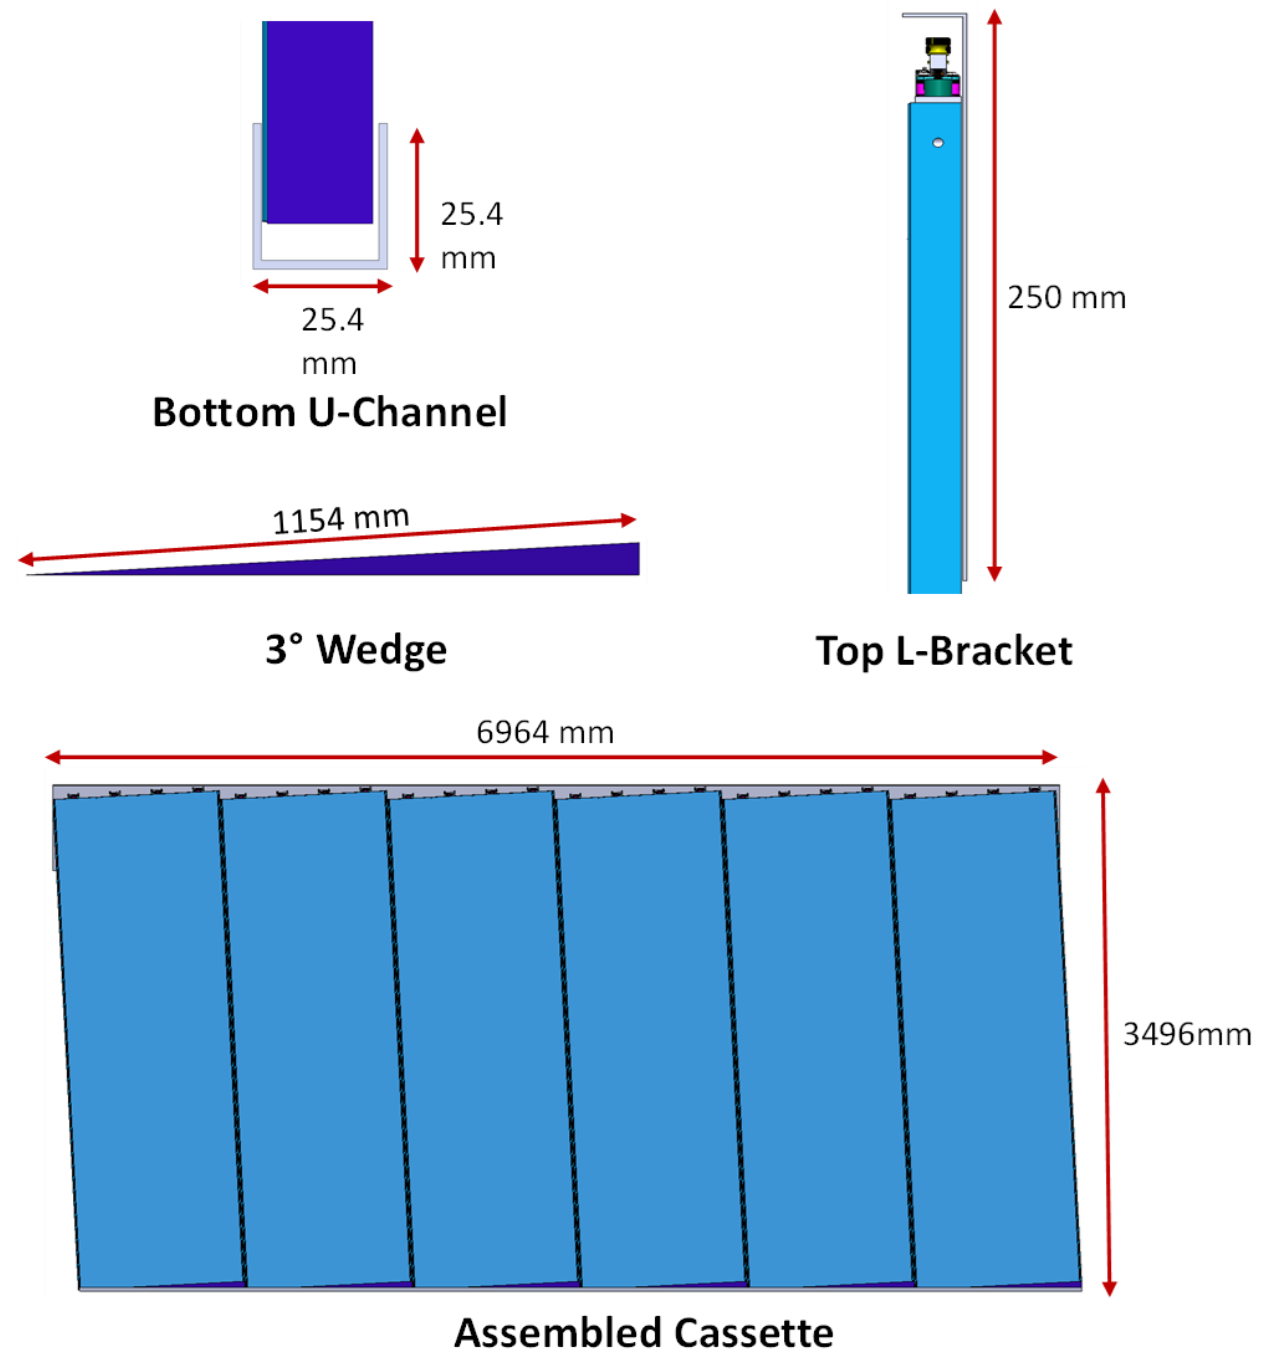 25.4
mm
25.4
mm
Bottom U-Channel
250 mm
1154 mm
3° Wedge
Top L-Bracket
6964 mm
3496mm
Assembled Cassette